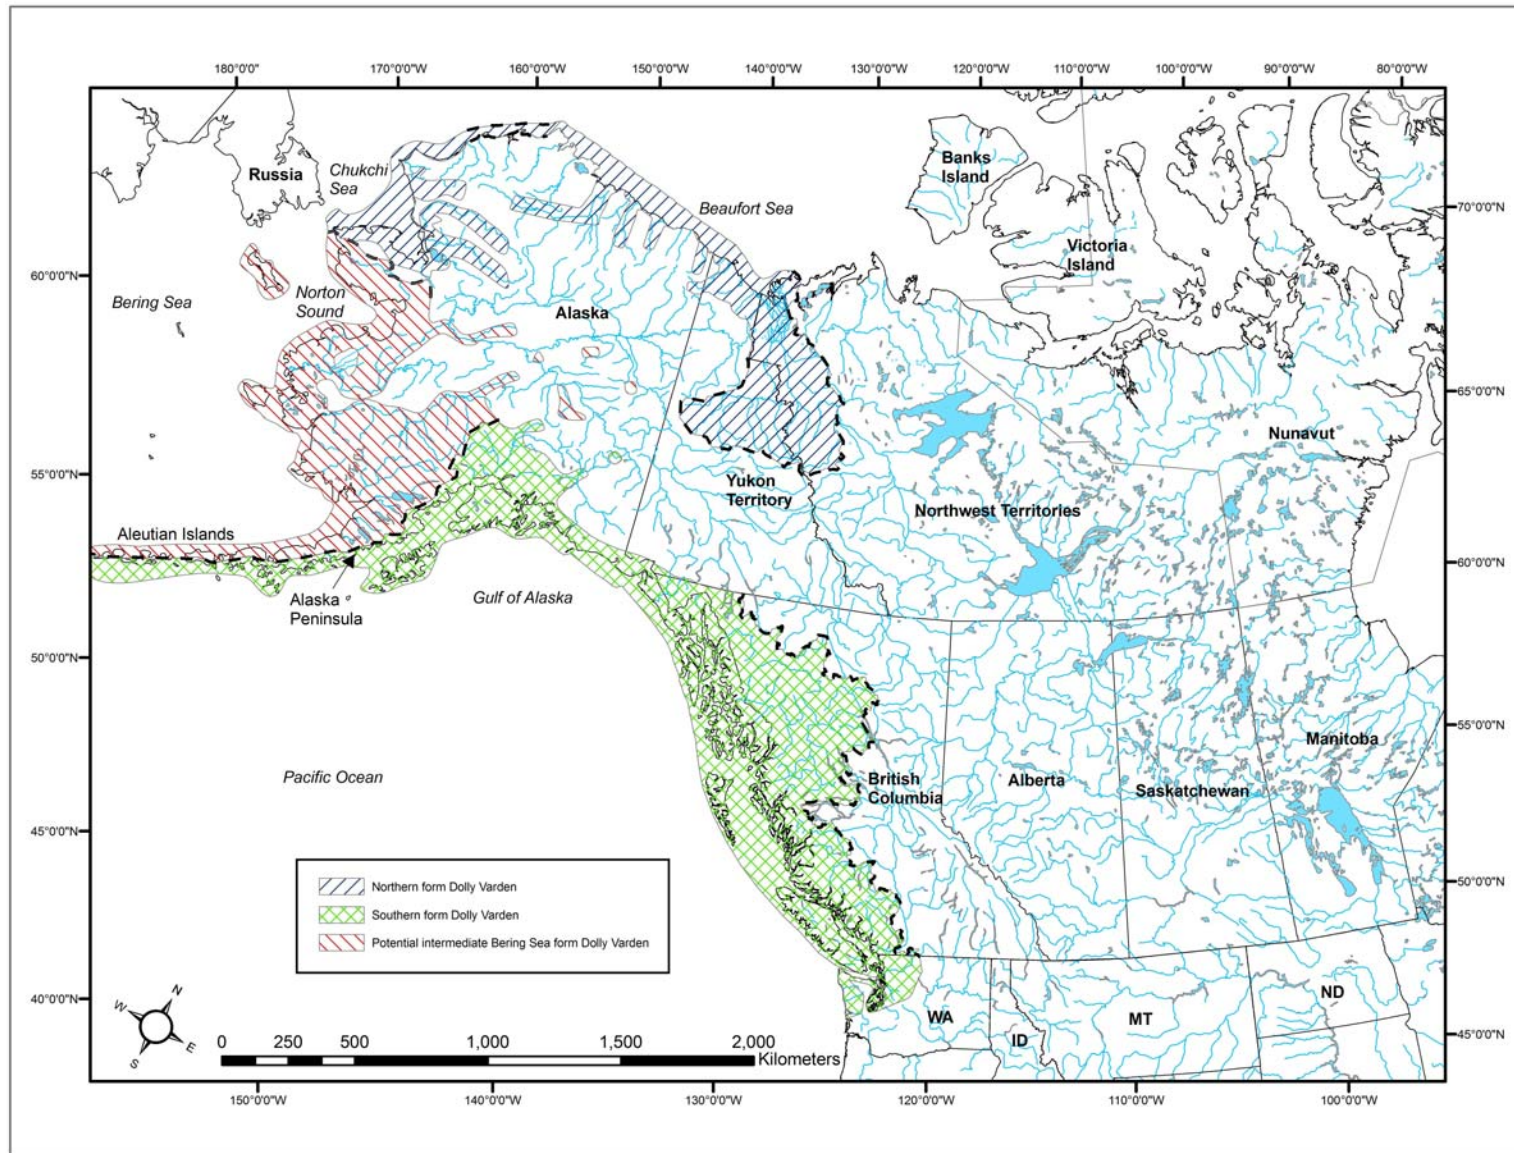 180°0'0"
170°0'0"W
160°0'0"W
150°0'0"W
140°0'0"W
130°0'0"W
120°0'0"W
110°0'0"W
100°0'0"W
90°0'0"W
80°0'0"W
Russia
Chukchi
Sea
Beaufort Sea
Banks
Island
Victoria
Island
70°0'0"N
60°0'0"N
Bering Sea
Norton
Sound
Alaska
65°0'0"N
Nunavut
55°0'0"N
Yukon
Territory
Northwest Territories
Aleutian Islands
60°0'0"N
Alaska
Peninsula
Gulf of Alaska
50°0'0"N
55°0'0"N
Manitoba
Pacific Ocean
British
Columbia
Alberta
Saskatchewan
45°0'0"N
50°0'0"N
Northern form Dolly Varden
Southern form Dolly Varden
Potential intermediate Bering Sea form Dolly Varden
40°0'0"N
N
W
E
S
WA
ID
MT
ND
45°0'0"N
0 250 500 1,000 1,500 2,000
Kilometers
150°0'0"W
140°0'0"W
130°0'0"W
120°0'0"W
110°0'0"W
100°0'0"W